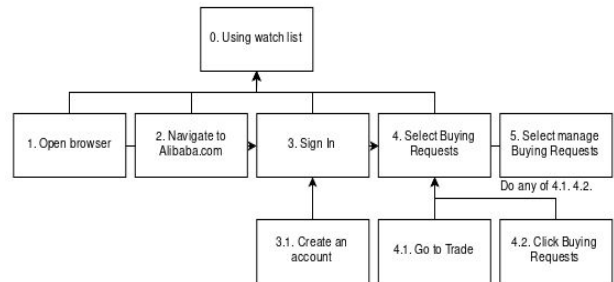 0. Using watch list
1. Open browser
2. Navigate to
Alibaba.com
3. Sign In
4. Select Buying
Requests
5. Select manage
Buying Requests
Do any of 4.1. 4.2.
3.1. Create an
account
4.1. Go to Trade
4.2. Click Buying
Requests